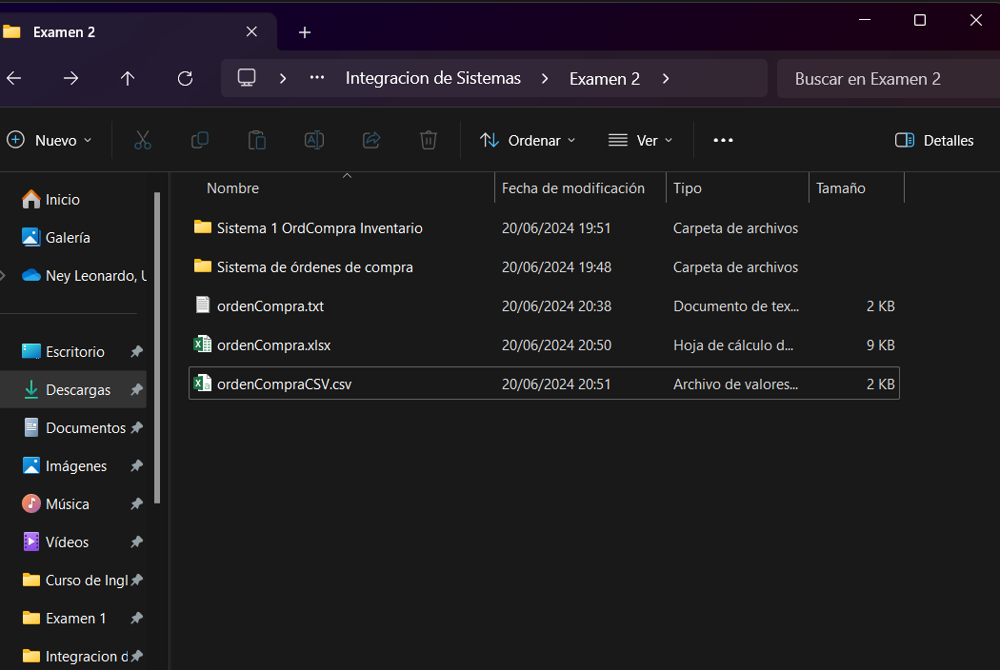 Examen 2
Integracion de Sistemas
Examen 2
Buscar en Examen 2
Nuevo
Ordenar
Ver
Detalles
Nombre
Fecha de modificación
Tipo
Tamaño
Inicio
Galería
Ney Leonardo, U
Escritorio
Descargas
Documentos
Imágenes
Música
Vídeos
Curso de Ingl
Examen 1
Integracion d
Sistema 1 OrdCompra Inventario 20/06/2024 19:51 Carpeta de archivos
Sistema de órdenes de compra 20/06/2024 19:48 Carpeta de archivos
ordenCompra.txt 20/06/2024 20:38 Documento de tex... 2 KB
ordenCompra.xlsx 20/06/2024 20:50 Hoja de cálculo d... 9 KB
ordenCompraCSV.csv 20/06/2024 20:51 Archivo de valores... 2 KB